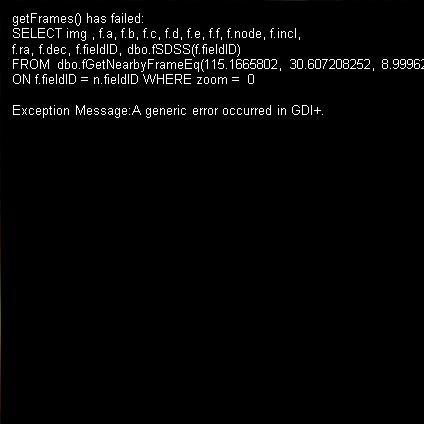 getFrames() has failed:
SELECT img , f.a, f.b, f.c, f.d, f.e, f.f, f.node, f.incl,
f.ra, f.dec, f.fieldID, dbo.fSDSS(f.fieldID)
FROM dbo.fGetNearbyFrameEq(115.1665802, 30.607208252, 8.99962
ON f.fieldID = n.fieldID WHERE zoom = 0
Exception Message:A generic error occurred in GDI+.